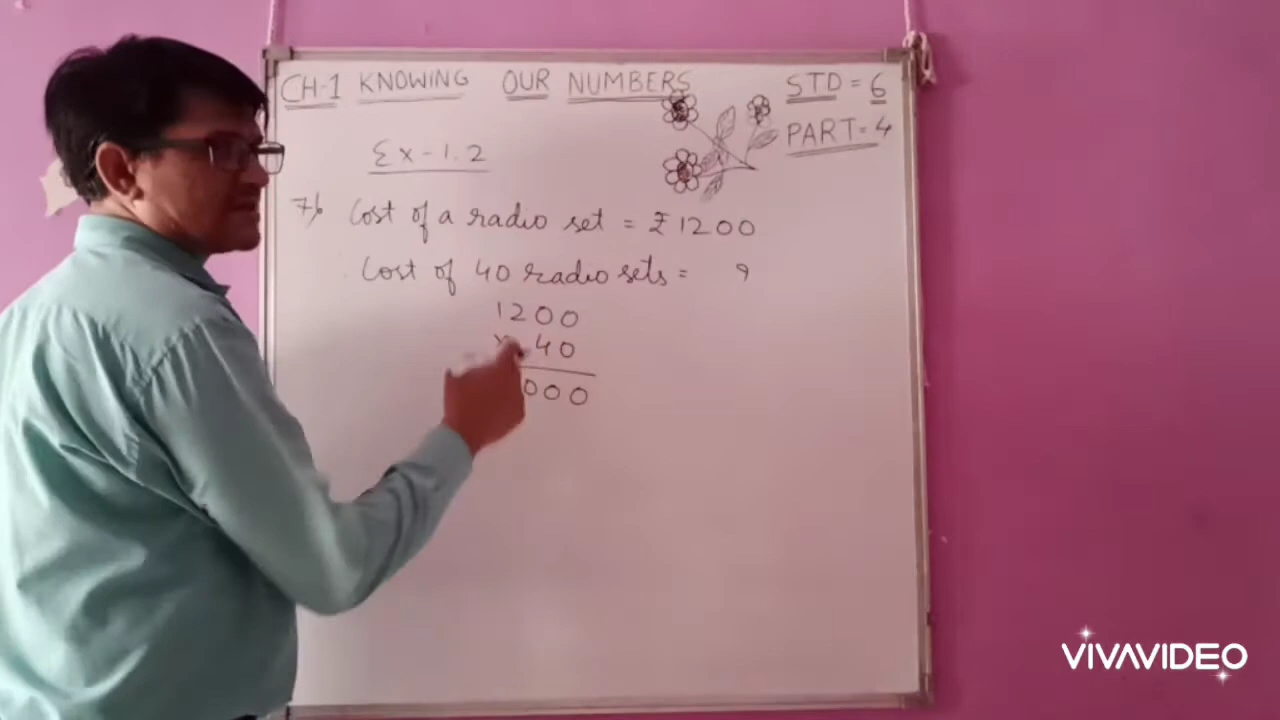 CH-1 KNOWING OUR NUMBERS STD = 6
PART = 4
Ex - 1.2
7) Cost of a radio set = ₹ 1200
Cost of 40 radio sets = ?
1200
x 40
000
VIVAVIDEO